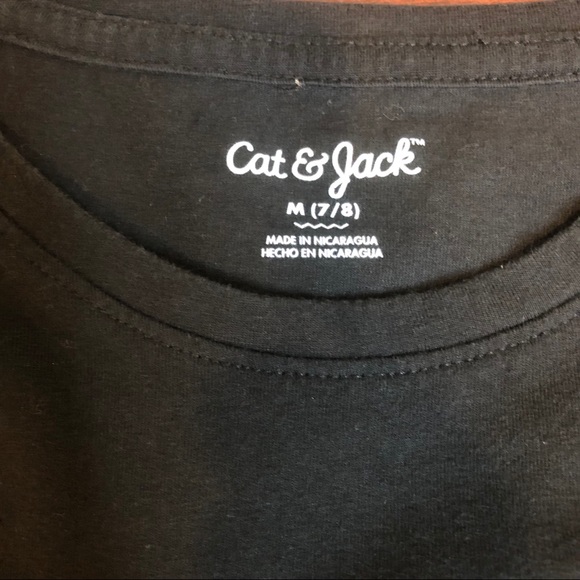 Cat & Jack™
M (7/8)
MADE IN NICARAGUA
HECHO EN NICARAGUA